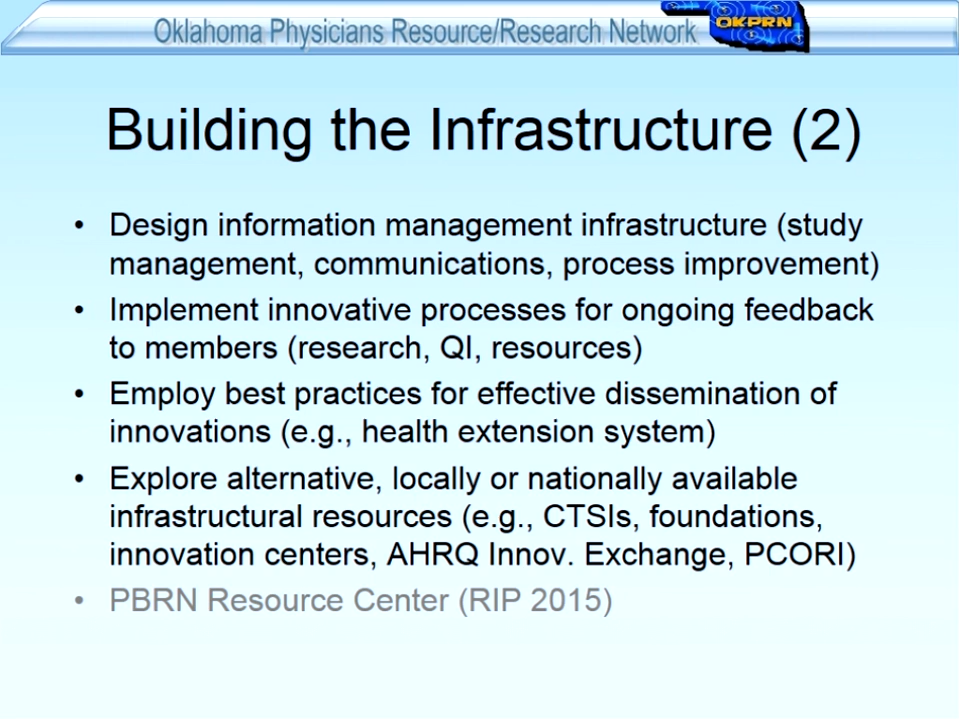 Oklahoma Physicians Resource/Research Network
OKPRN
Building the Infrastructure (2)
• Design information management infrastructure (study
management, communications, process improvement)
• Implement innovative processes for ongoing feedback
to members (research, QI, resources)
• Employ best practices for effective dissemination of
innovations (e.g., health extension system)
• Explore alternative, locally or nationally available
infrastructural resources (e.g., CTSIs, foundations,
innovation centers, AHRQ Innov. Exchange, PCORI)
• PBRN Resource Center (RIP 2015)